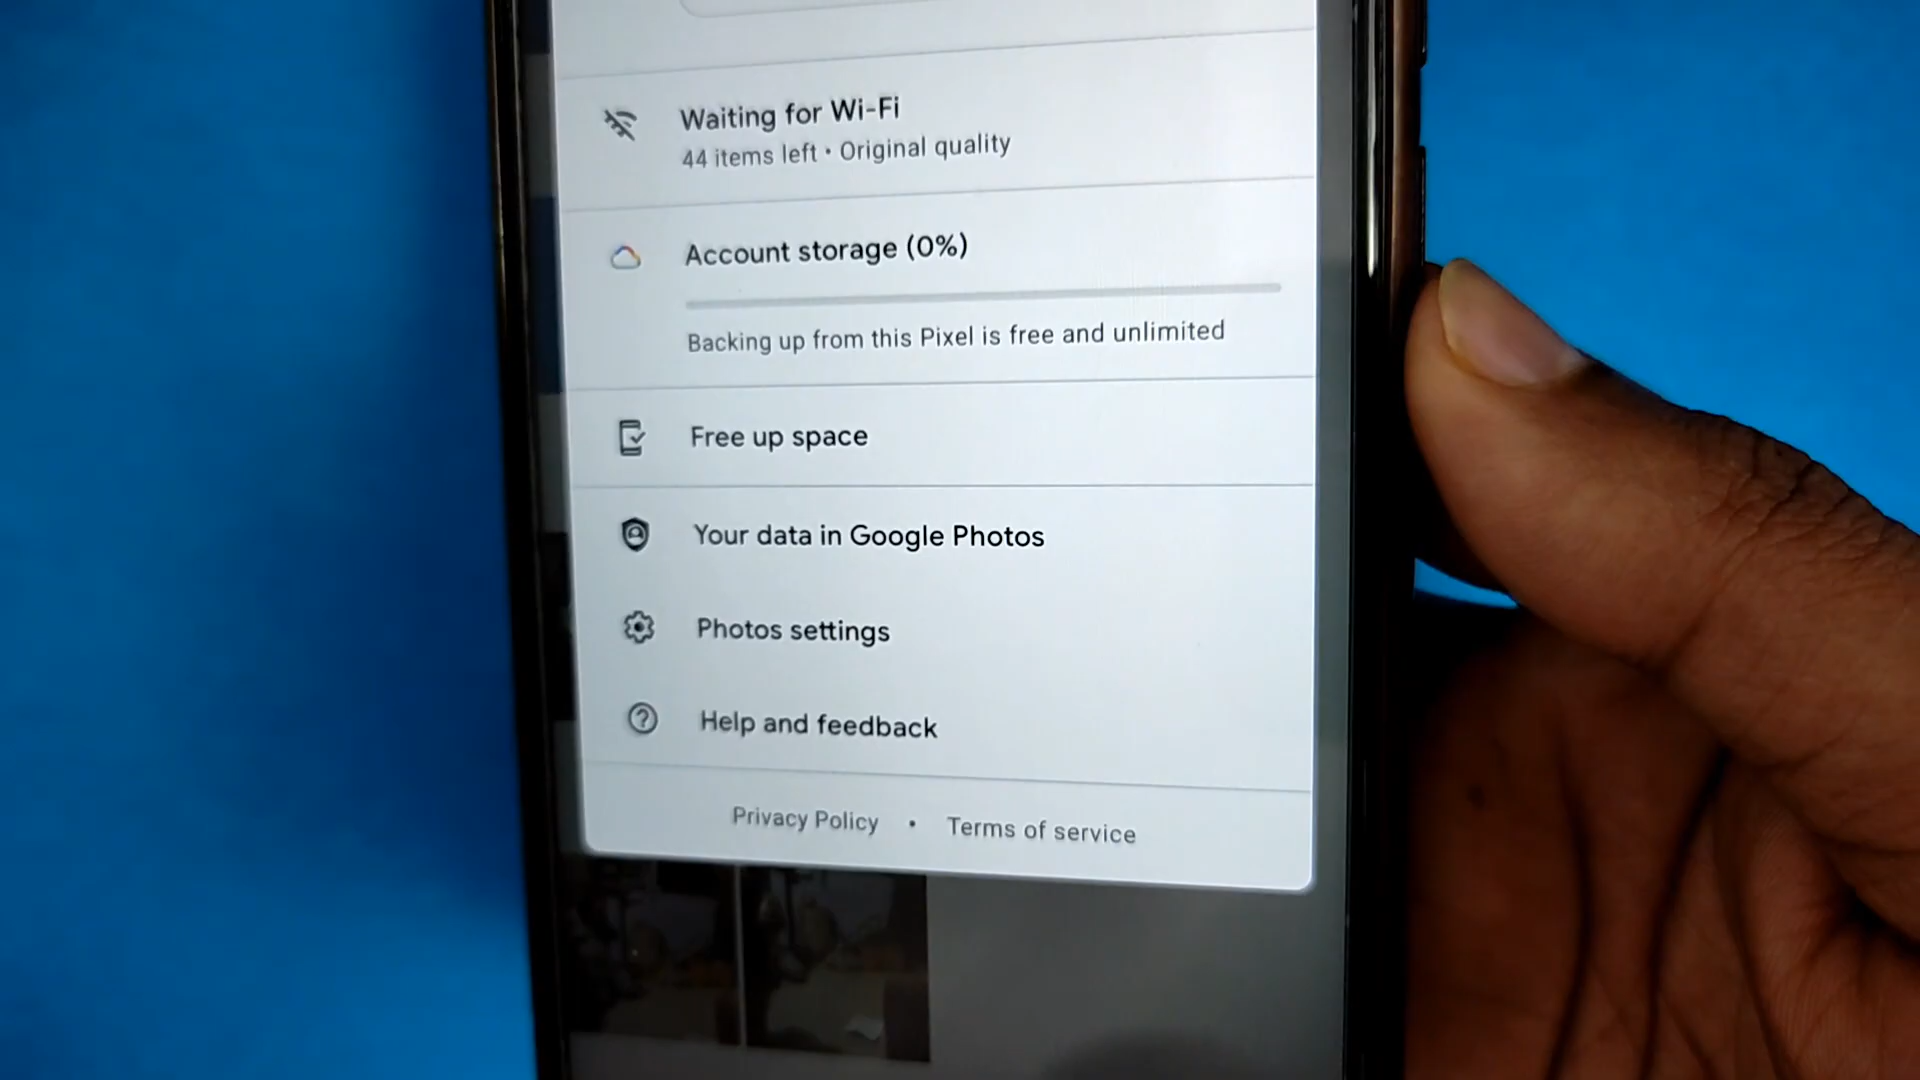 Waiting for Wi-Fi
44 items left • Original quality
Account storage (0%)
Backing up from this Pixel is free and unlimited
Free up space
Your data in Google Photos
Photos settings
Help and feedback
Privacy Policy • Terms of service